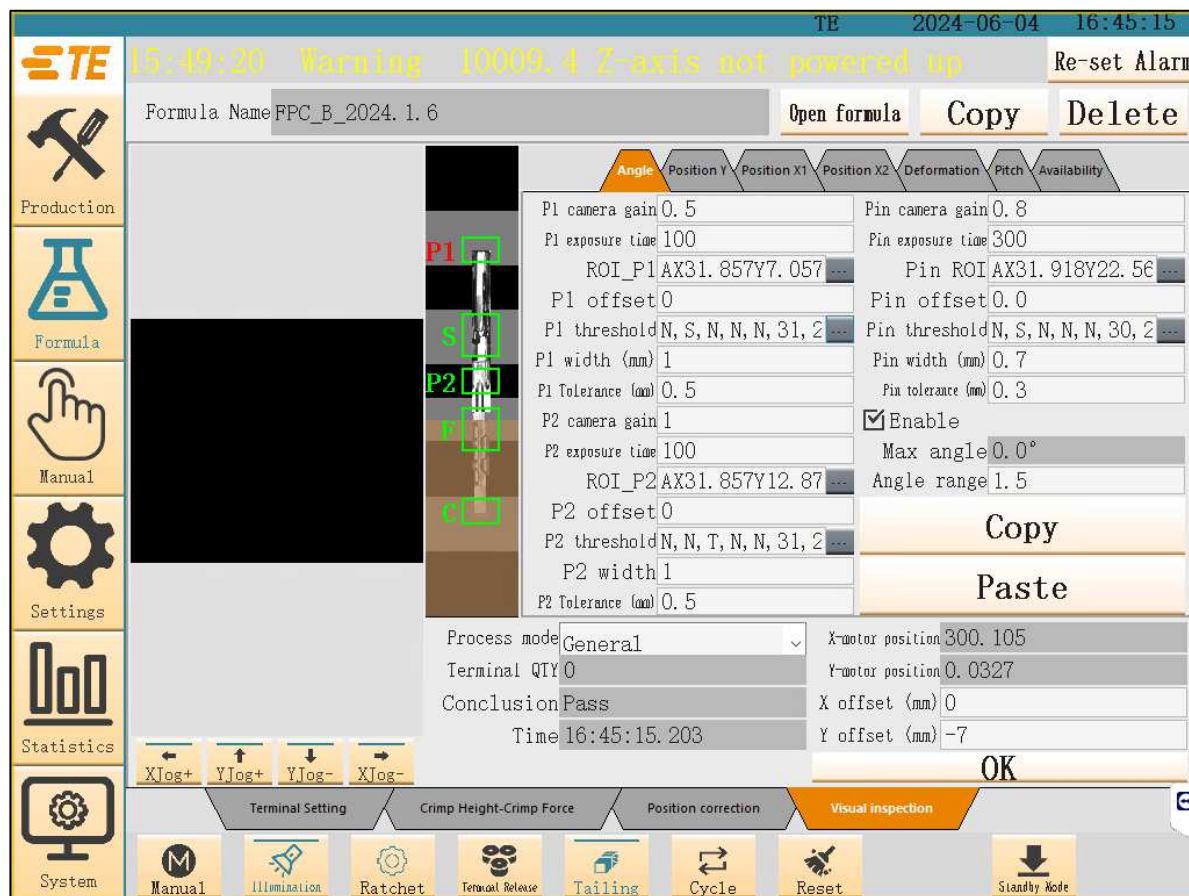 TE 2024-06-04 16:45:15
TE
15:49:20 Warning 10009.4 Z-axis not powered up
Re-set Alarm
Formula Name FPC_B_2024.1.6
Open formula
Copy
Delete
Production
Formula
Manual
Settings
Statistics
System
P1
S
P2
F
C
Angle Position Y Position X1 Position X2 Deformation Pitch Availability
P1 camera gain 0.5
P1 exposure time 100
ROI_P1 AX31.857Y7.057 ...
P1 offset 0
P1 threshold N, S, N, N, N, 31, 2 ...
P1 width (mm) 1
P1 Tolerance (mm) 0.5
P2 camera gain 1
P2 exposure time 100
ROI_P2 AX31.857Y12.87 ...
P2 offset 0
P2 threshold N, N, T, N, N, 31, 2 ...
P2 width 1
P2 Tolerance (mm) 0.5
Pin camera gain 0.8
Pin exposure time 300
Pin ROI AX31.918Y22.56 ...
Pin offset 0.0
Pin threshold N, S, N, N, N, 30, 2 ...
Pin width (mm) 0.7
Pin tolerance (mm) 0.3
Enable
Max angle 0.0°
Angle range 1.5
Copy
Paste
Process mode General
Terminal QTY 0
Conclusion Pass
Time 16:45:15.203
X-motor position 300.105
Y-motor position 0.0327
X offset (mm) 0
Y offset (mm) -7
OK
XJog+ YJog+ YJog- XJog-
Terminal Setting Crimp Height-Crimp Force Position correction Visual inspection
M
Manual Illumination Ratchet Terminal Release Tailing Cycle Reset Standby Mode